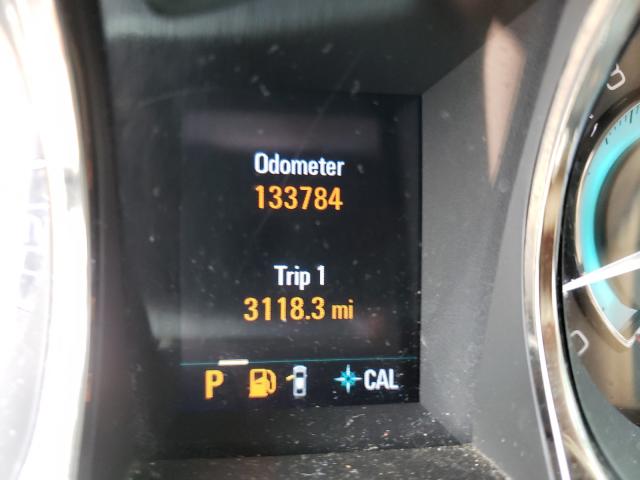 Odometer
133784
Trip 1
3118.3 mi
P
CAL